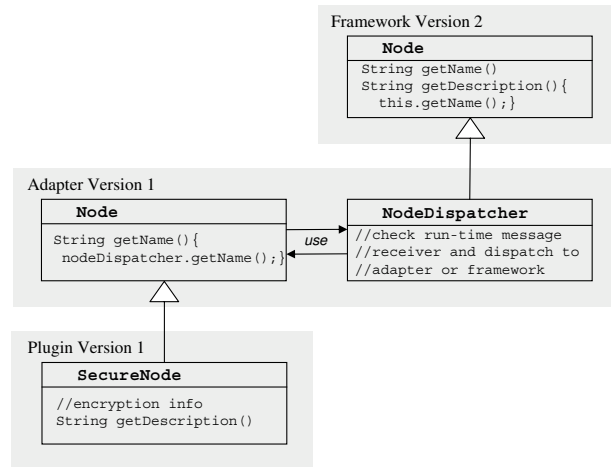 Framework Version 2
Node
String getName()
String getDescription(){
this.getName();}
Adapter Version 1
Node
String getName(){
nodeDispatcher.getName();}
use
NodeDispatcher
//check run-time message
//receiver and dispatch to
//adapter or framework
Plugin Version 1
SecureNode
//encryption info
String getDescription()